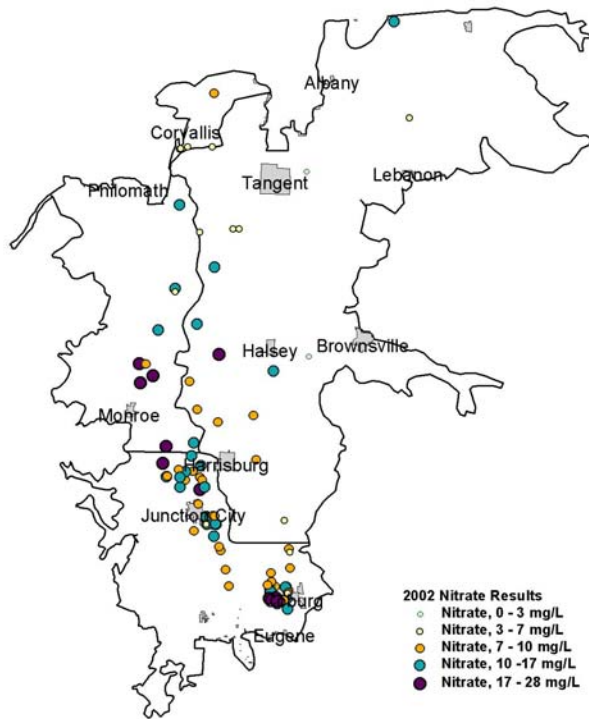 Albany
Corvallis
Lebanon
Tangent
Philomath
Brownsville
Halsey
Monroe
Harrisburg
Junction City
burg
Eugene
2002 Nitrate Results
Nitrate, 0 - 3 mg/L
Nitrate, 3 - 7 mg/L
Nitrate, 7 - 10 mg/L
Nitrate, 10 -17 mg/L
Nitrate, 17 - 28 mg/L